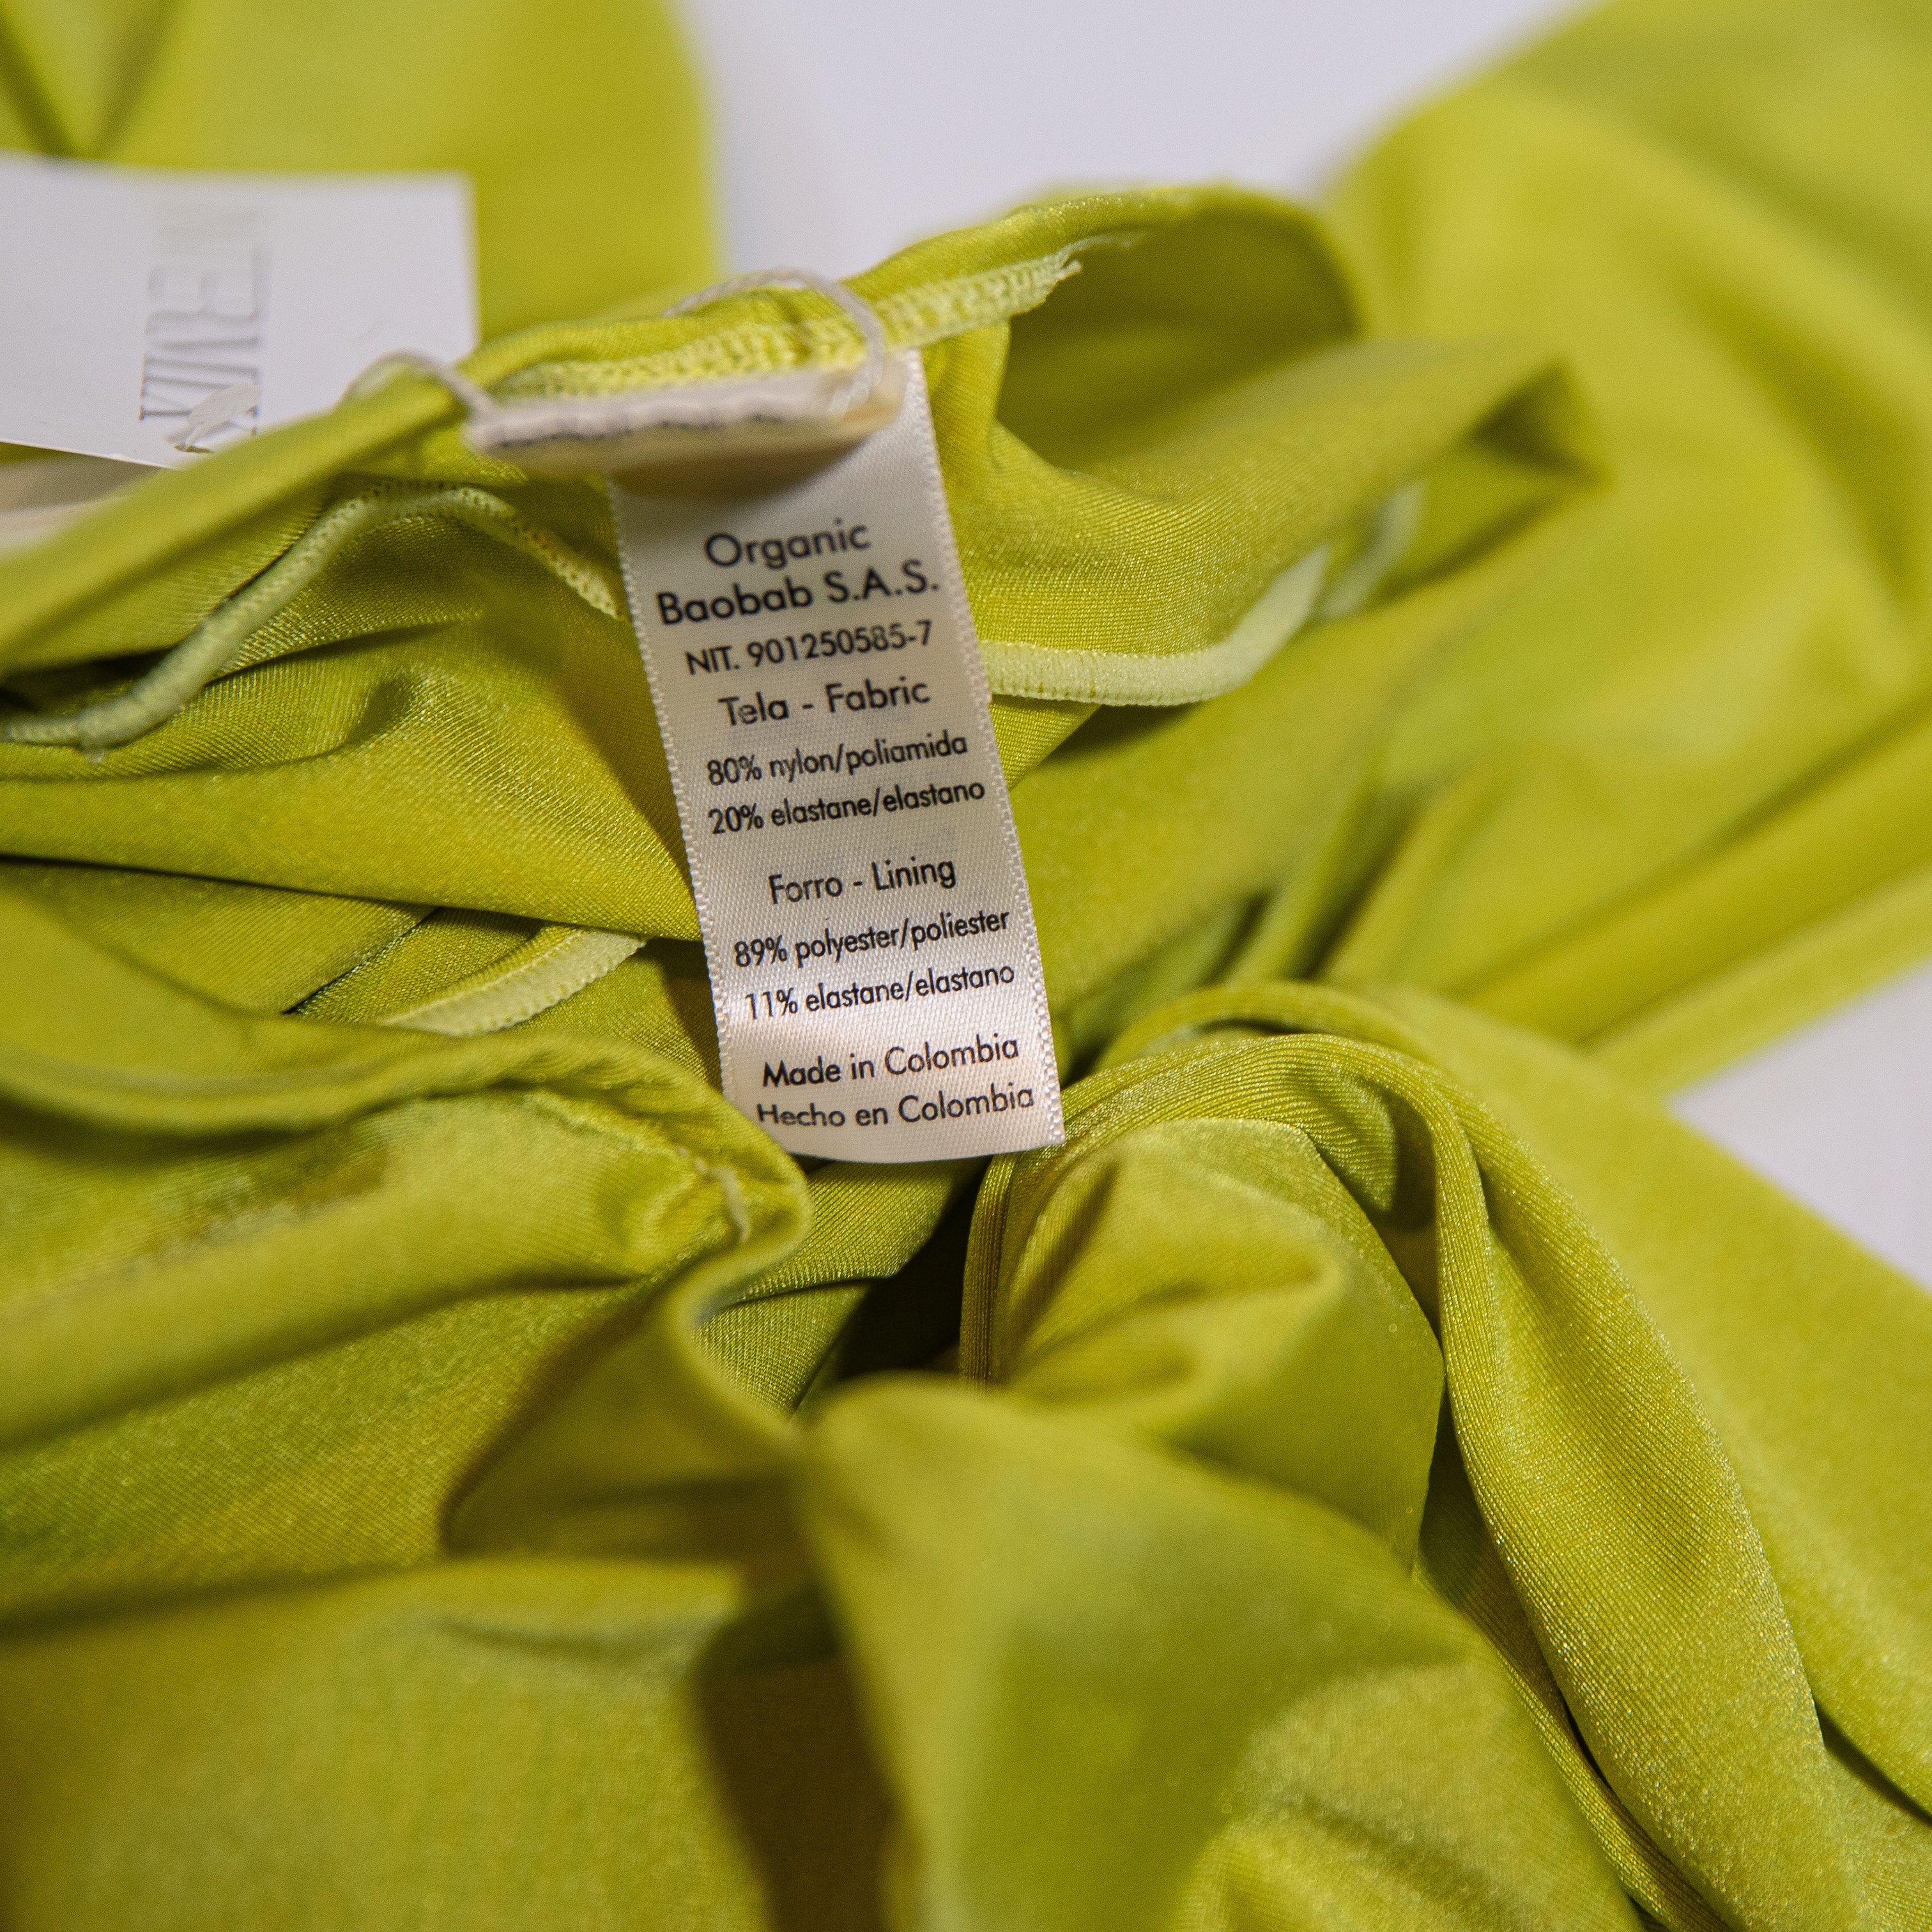 Organic
Baobab S.A.S.
NIT. 901250585-7
Tela - Fabric
80% nylon/poliamida
20% elastane/elastano
Forro - Lining
89% polyester/poliester
11% elastane/elastano
Made in Colombia
Hecho en Colombia